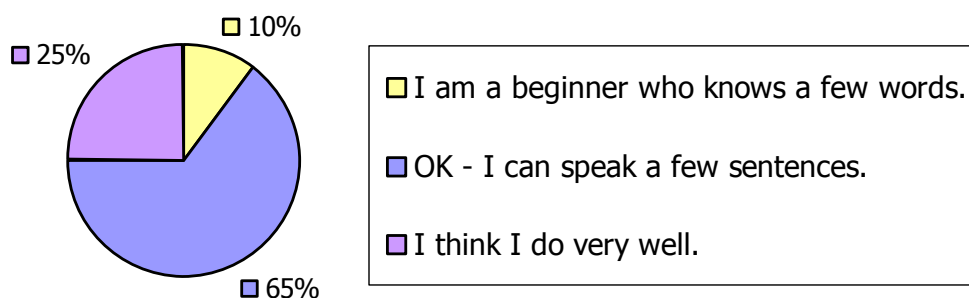 10%
25%
65%
I am a beginner who knows a few words.
OK - I can speak a few sentences.
I think I do very well.